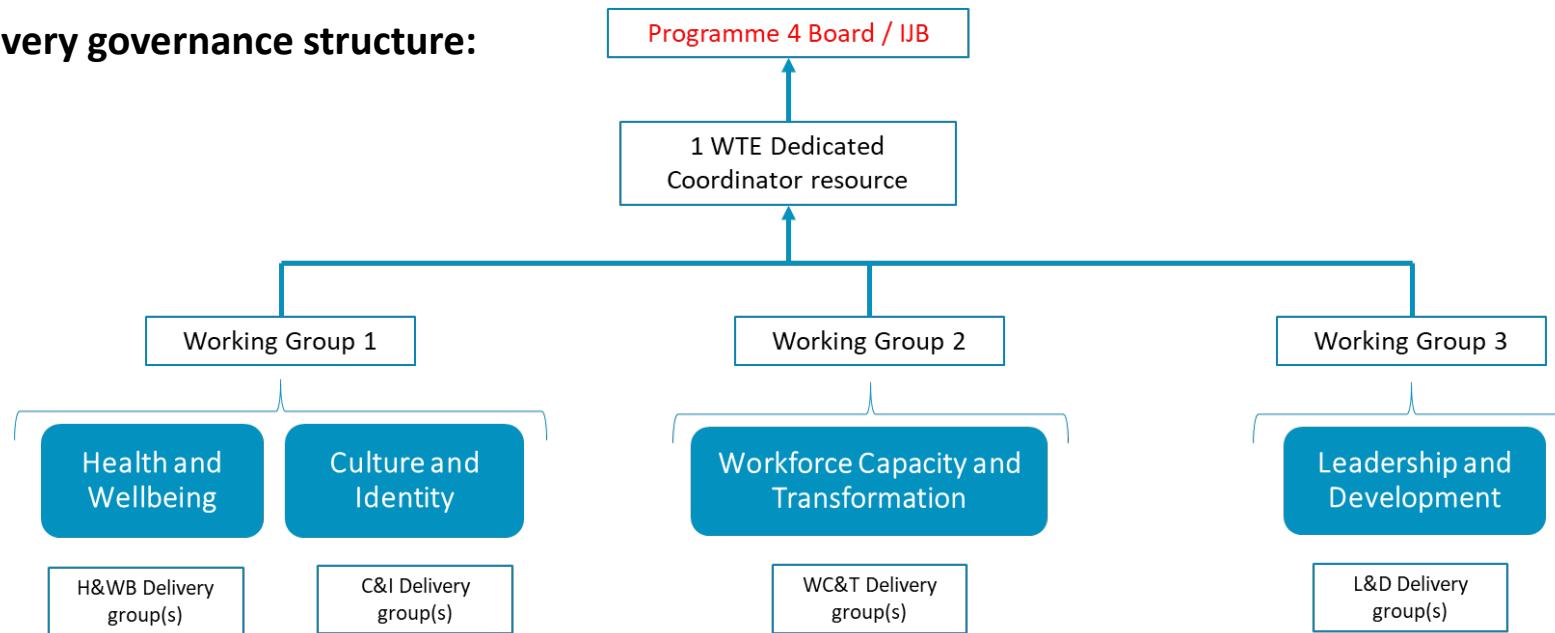 very governance structure:
Programme 4 Board / IJB
1 WTE Dedicated
Coordinator resource
Working Group 1
Working Group 2
Working Group 3
Health and
Wellbeing
Culture and
Identity
Workforce Capacity and
Transformation
Leadership and
Development
H&WB Delivery
group(s)
C&I Delivery
group(s)
WC&T Delivery
group(s)
L&D Delivery
group(s)